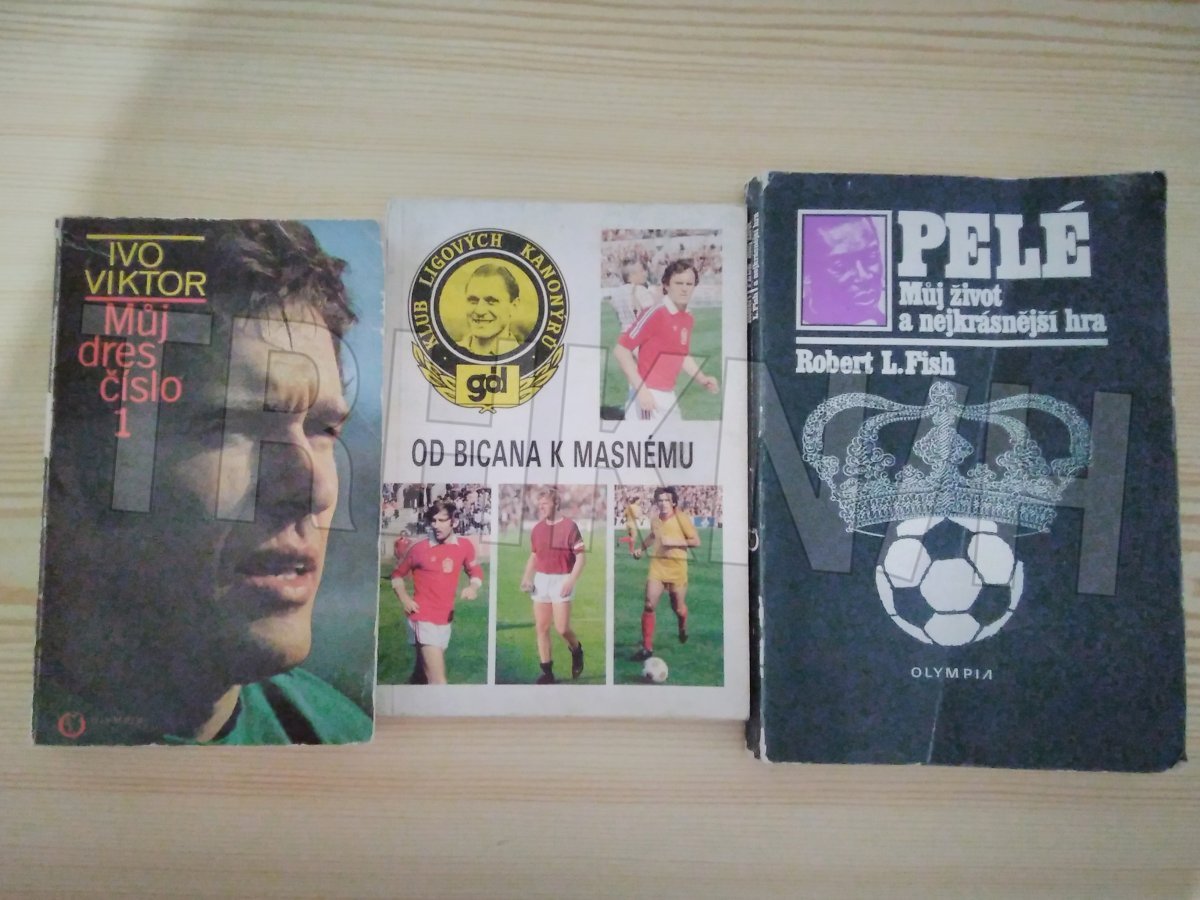 IVO
VIKTOR
Můj
dres
číslo
1
OLYMPIA
KLUB LIGOVÝCH KANONÝRŮ
gól
OD BICANA K MASNÉMU
PELÉ
Můj život
a nejkrásnější hra
Robert L. Fish
OLYMPIA